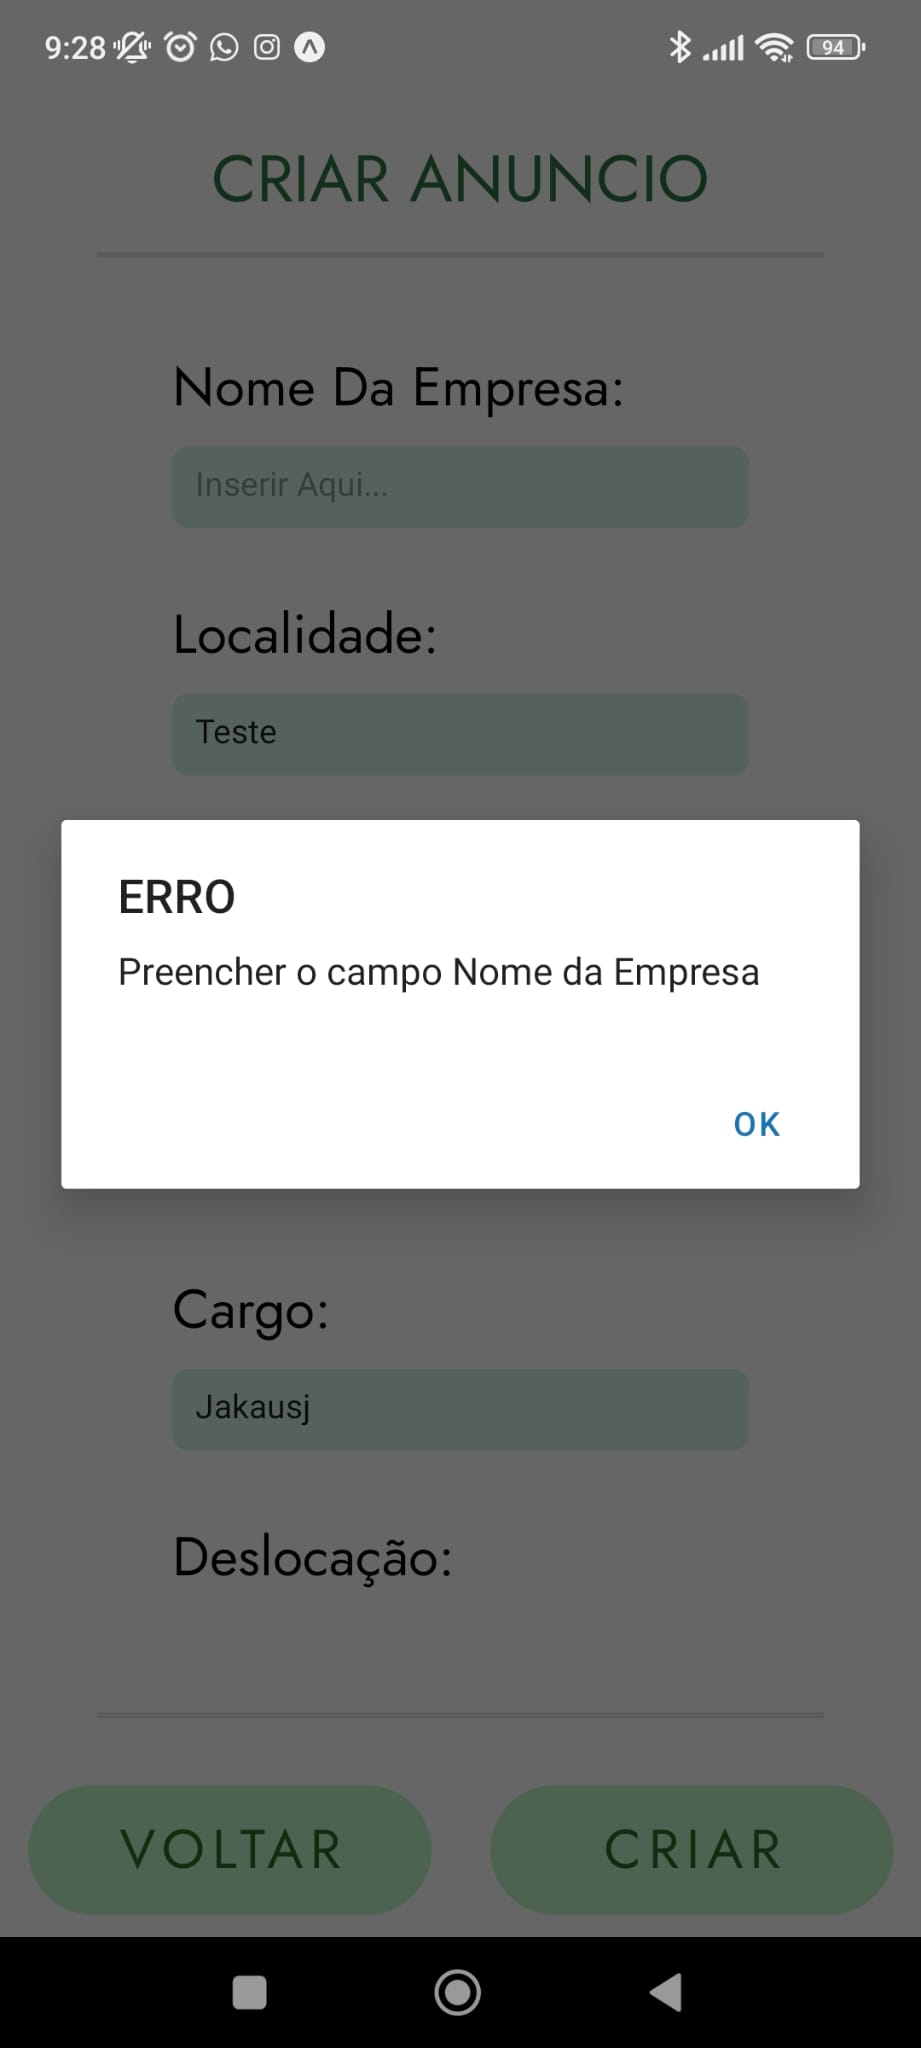 9:28
94
CRIAR ANUNCIO
Nome Da Empresa:
Inserir Aqui...
Localidade:
Teste
ERRO
Preencher o campo Nome da Empresa
OK
Cargo:
Jakausj
Deslocação:
VOLTAR
CRIAR